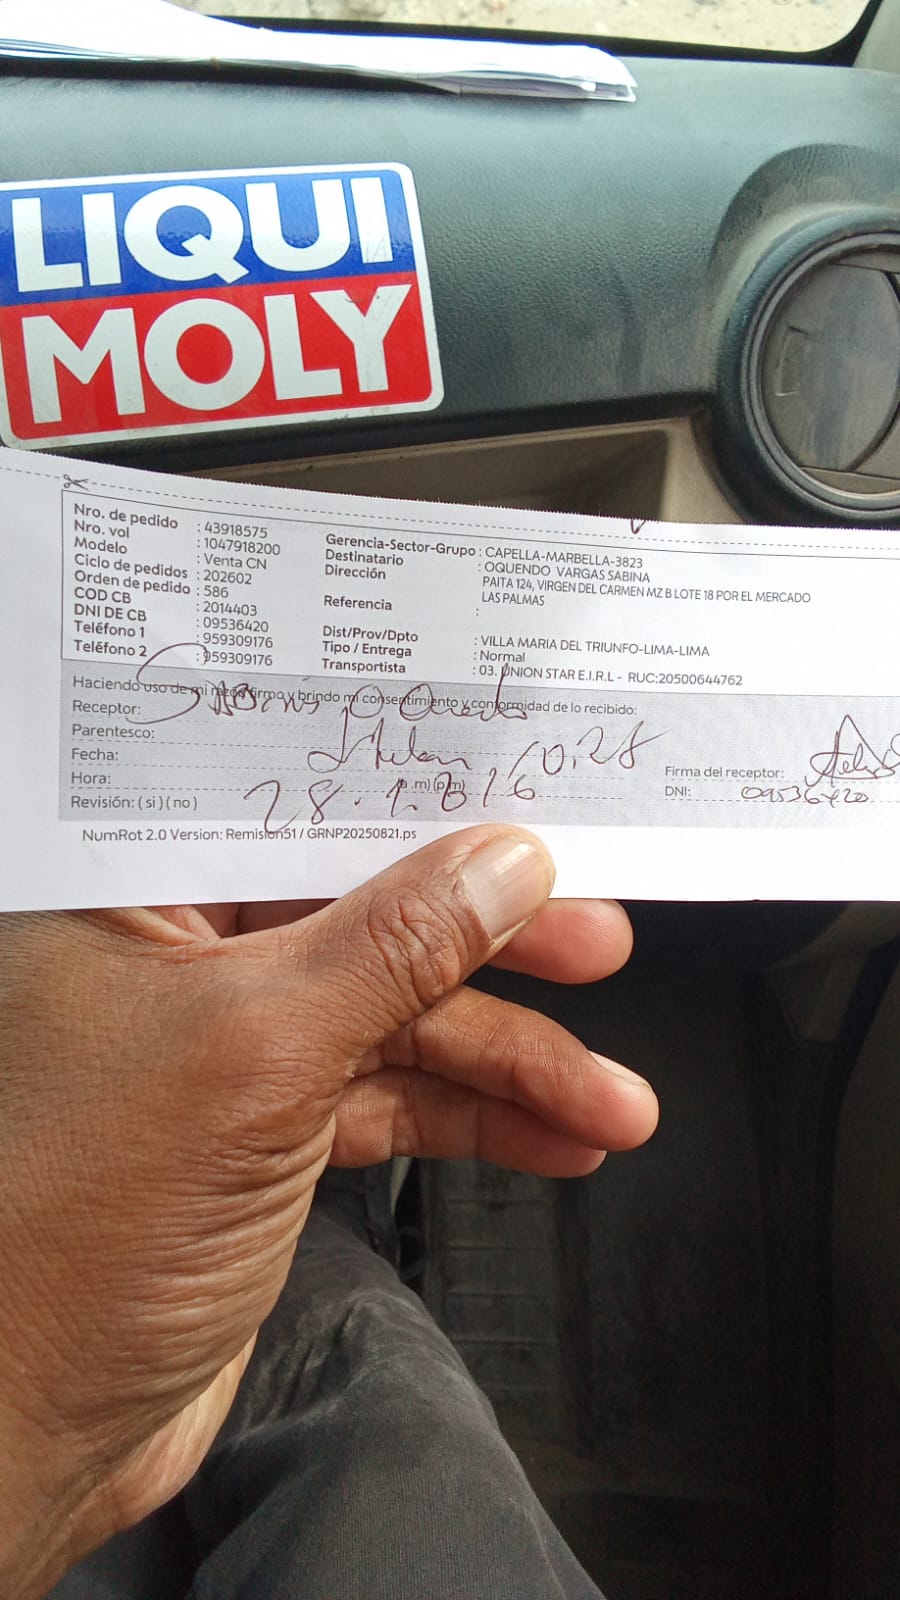 LIQUI
MOLY
Nro. de pedido : 43918575
Nro. vol : 1047918200
Modelo : Venta CN
Ciclo de pedidos : 202602
Orden de pedido : 586
COD CB : 2014403
DNI DE CB : 09536420
Teléfono 1 : 959309176
Teléfono 2 : 959309176
Gerencia-Sector-Grupo : CAPELLA-MARBELLA-3823
Destinatario : OQUENDO VARGAS SABINA
Dirección : PAITA 124, VIRGEN DEL CARMEN MZ B LOTE 18 POR EL MERCADO
LAS PALMAS
Referencia :
Dist/Prov/Dpto : VILLA MARIA DEL TRIUNFO-LIMA-LIMA
Tipo / Entrega : Normal
Transportista : 03. UNION STAR E.I.R.L - RUC:20500644762
Haciendo uso de mi razón firmo y brindo mi consentimiento y conformidad de lo recibido:
Receptor:
Parentesco:
Fecha: 10:28
Hora: (a.m) (p.m)
Revisión: ( si ) ( no )
Firma del receptor:
DNI: 09536420
NumRot 2.0 Version: Remision51 / GRNP20250821.ps